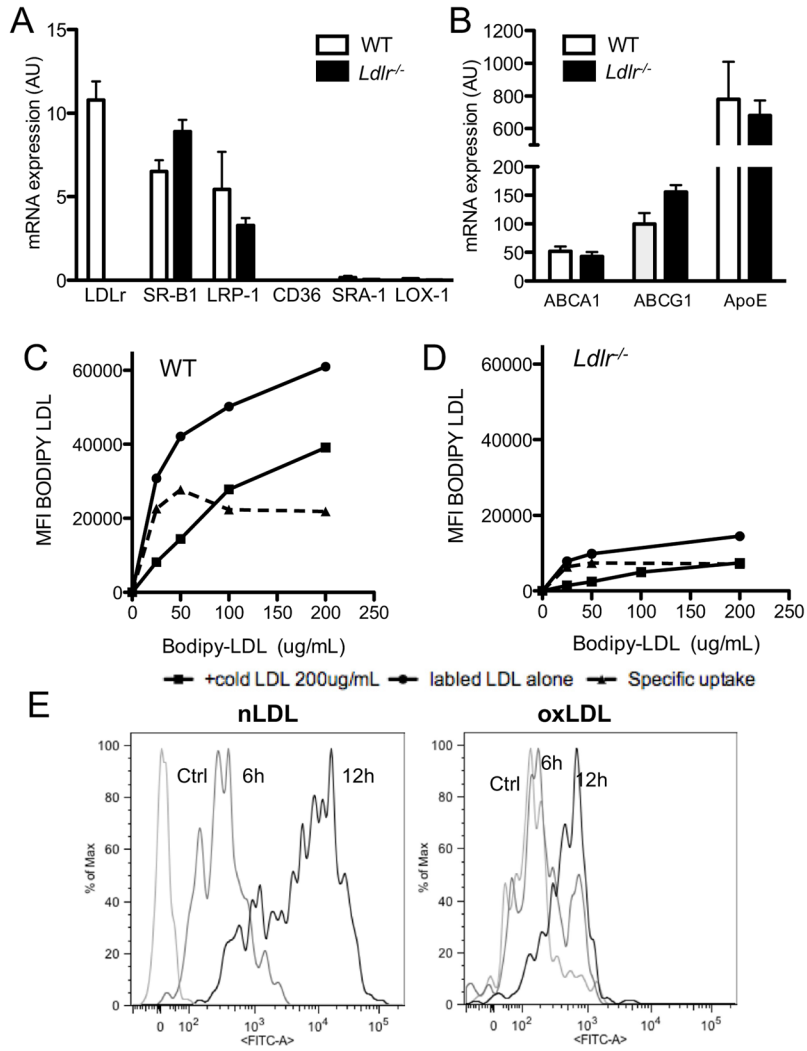 A
mRNA expression (AU)
15
10
5
0
WT
Ldlr-/-
LDLr SR-B1 LRP-1 CD36 SRA-1 LOX-1
B
mRNA expression (AU)
1200
1000
800
600
200
150
100
50
0
WT
Ldlr-/-
ABCA1 ABCG1 ApoE
C
WT
MFI BODIPY LDL
60000
40000
20000
0
0 50 100 150 200 250
Bodipy-LDL (ug/mL)
D
Ldlr-/-
MFI BODIPY LDL
60000
40000
20000
0
0 50 100 150 200 250
Bodipy-LDL (ug/mL)
+cold LDL 200ug/mL labled LDL alone Specific uptake
E
nLDL
% of Max
100
80
60
40
20
0
Ctrl 6h 12h
0 10² 10³ 10⁴ 10⁵
<FITC-A>
oxLDL
% of Max
100
80
60
40
20
0
Ctrl 6h 12h
0 10² 10³ 10⁴ 10⁵
<FITC-A>